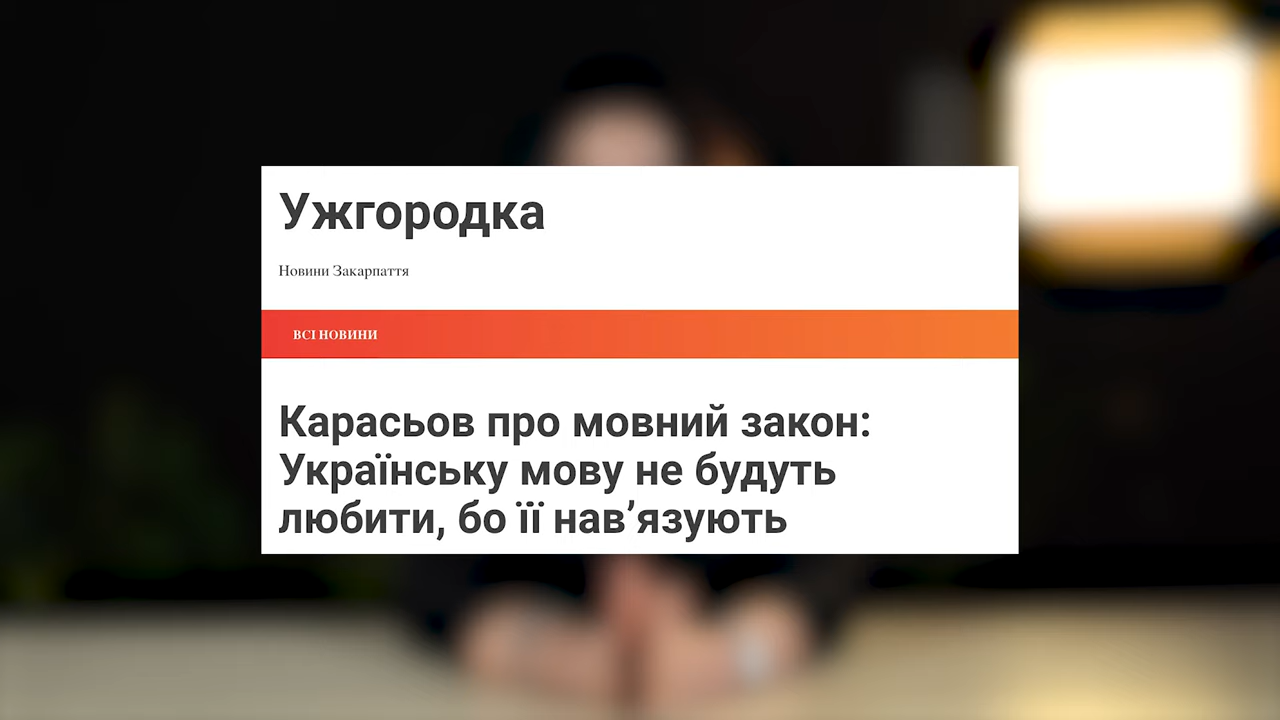 Ужгородка
Новини Закарпаття
ВСІ НОВИНИ
Карасьов про мовний закон:
Українську мову не будуть
любити, бо її нав’язують